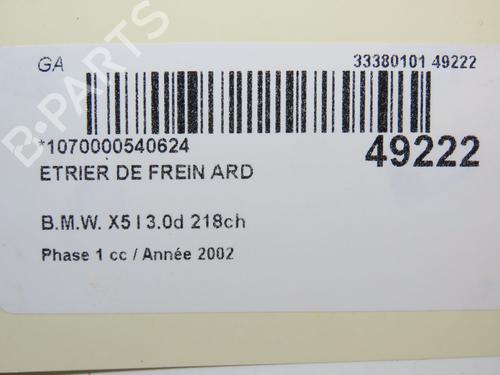 GA 33380101 49222
*1070000540624 49222
ETRIER DE FREIN ARD
B.M.W. X5 I 3.0d 218ch
Phase 1 cc / Année 2002
B-PARTS